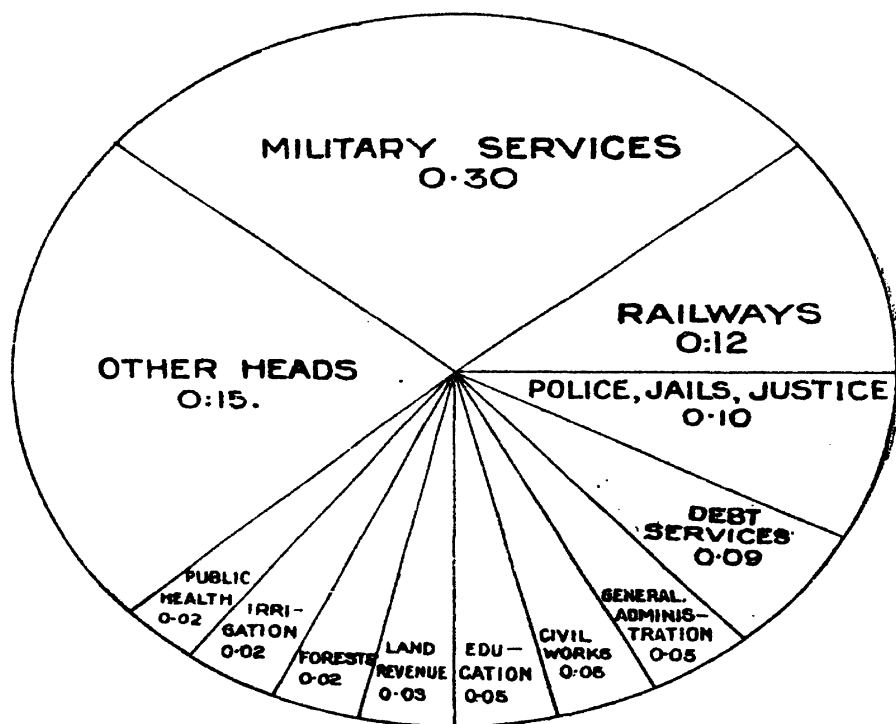 MILITARY SERVICES
0·30
RAILWAYS
0:12
POLICE, JAILS, JUSTICE
0·10
DEBT
SERVICES
0·09
GENERAL.
ADMINIS-
TRATION
0·05
CIVIL
WORKS
0:05
EDU-
CATION
0·05
LAND
REVENUE
0·03
FORESTS
0·02
IRRI-
GATION
0·02
PUBLIC
HEALTH
0·02
OTHER HEADS
0:15.